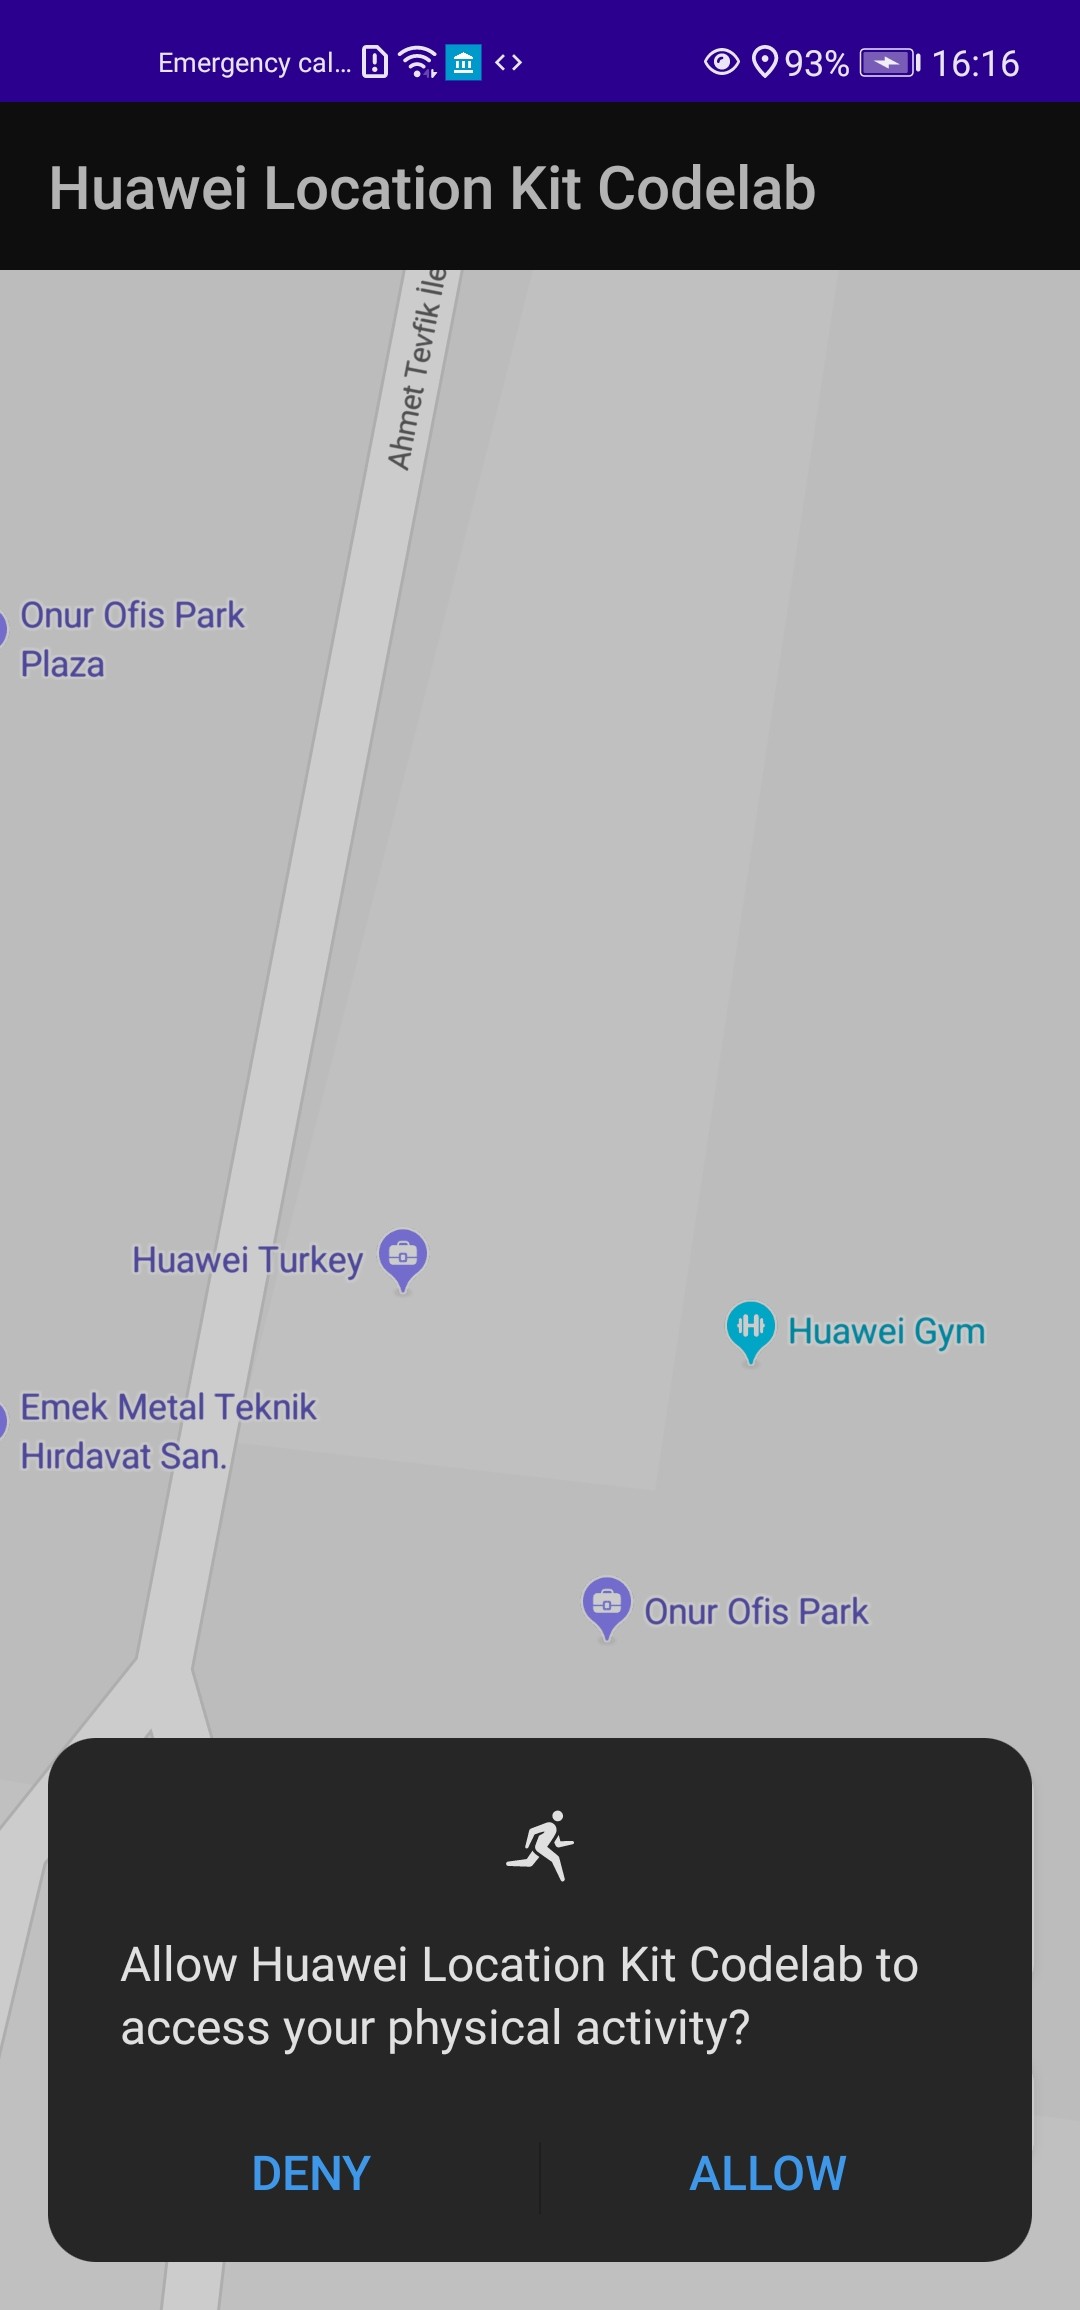 Emergency cal... 93% 16:16
Huawei Location Kit Codelab
Ahmet Tevfik İle
Onur Ofis Park
Plaza
Huawei Turkey
Huawei Gym
Emek Metal Teknik
Hırdavat San.
Onur Ofis Park
Allow Huawei Location Kit Codelab to
access your physical activity?
DENY ALLOW